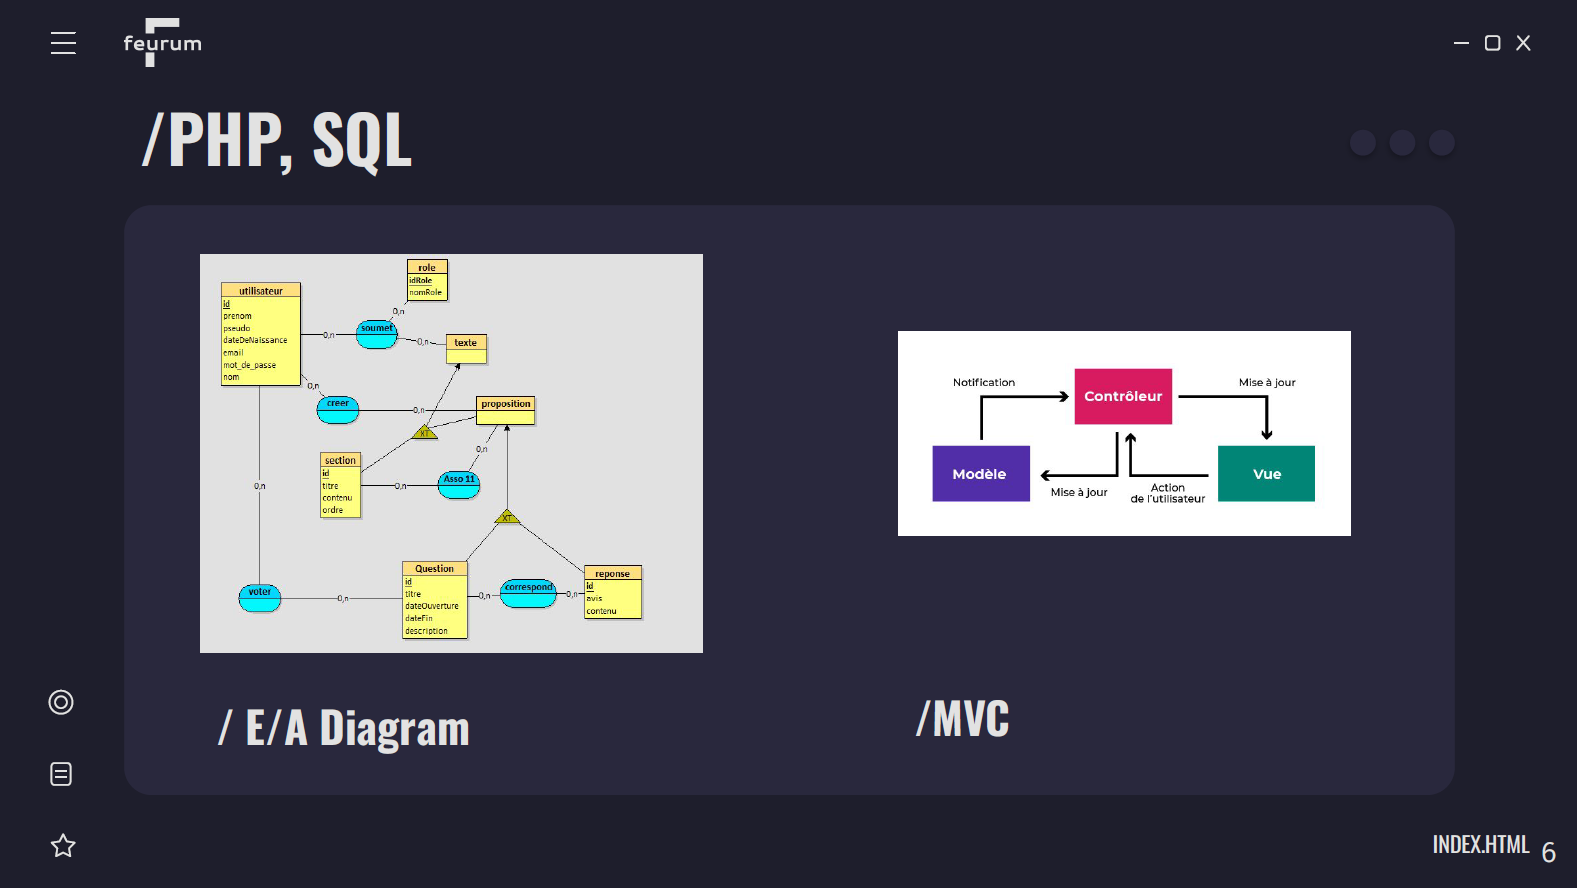 feurum
/PHP, SQL
role
idRole
nomRole
utilisateur
id
prenom
pseudo
dateDeNaissance
email
mot_de_passe
nom
0,n
soumet
0,n
0,n
texte
0,n
creer
0,n
proposition
XT
0,n
section
id
titre
contenu
ordre
0,n
Asso 11
0,n
XT
voter
0,n
Question
id
titre
dateOuverture
dateFin
description
0,n
correspond
0,n
reponse
id
avis
contenu
/ E/A Diagram
Notification
Contrôleur
Mise à jour
Modèle
Mise à jour
Action
de l'utilisateur
Vue
/MVC
INDEX.HTML
6